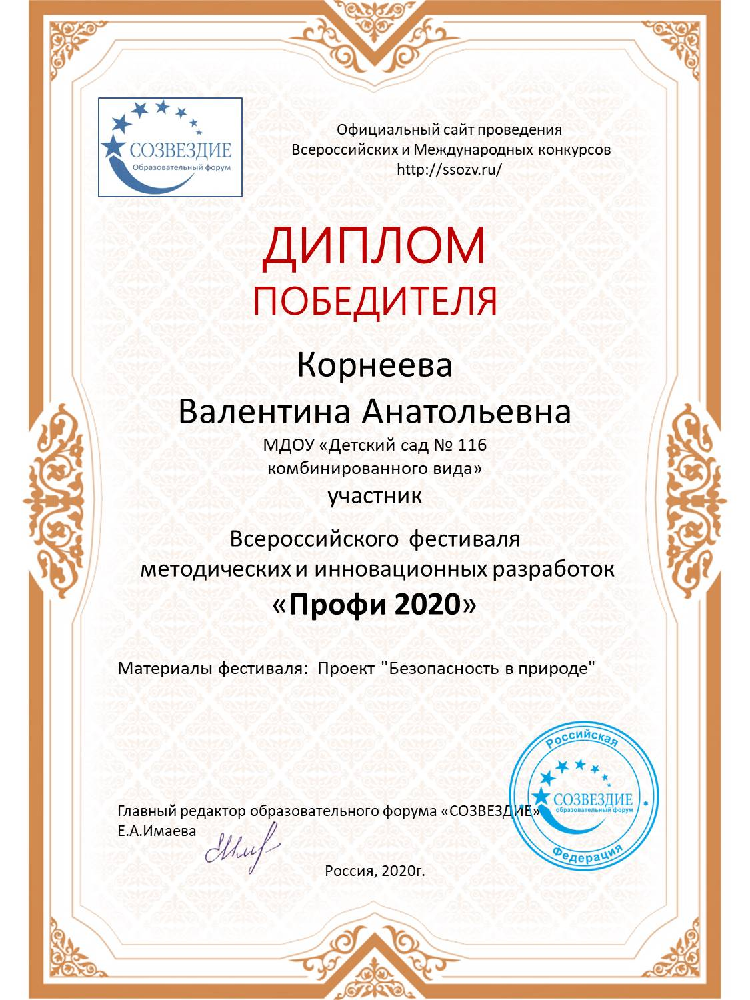 СОЗВЕЗДИЕ
Образовательный форум
Официальный сайт проведения
Всероссийских и Международных конкурсов
http://ssozv.ru/
ДИПЛОМ
ПОБЕДИТЕЛЯ
Корнеева
Валентина Анатольевна
МДОУ «Детский сад № 116
комбинированного вида»
участник
Всероссийского фестиваля
методических и инновационных разработок
«Профи 2020»
Материалы фестиваля: Проект "Безопасность в природе"
Российская
СОЗВЕЗДИЕ
образовательный форум
Федерация
Главный редактор образовательного форума «СОЗВЕЗДИЕ»
Е.А.Имаева
Россия, 2020г.